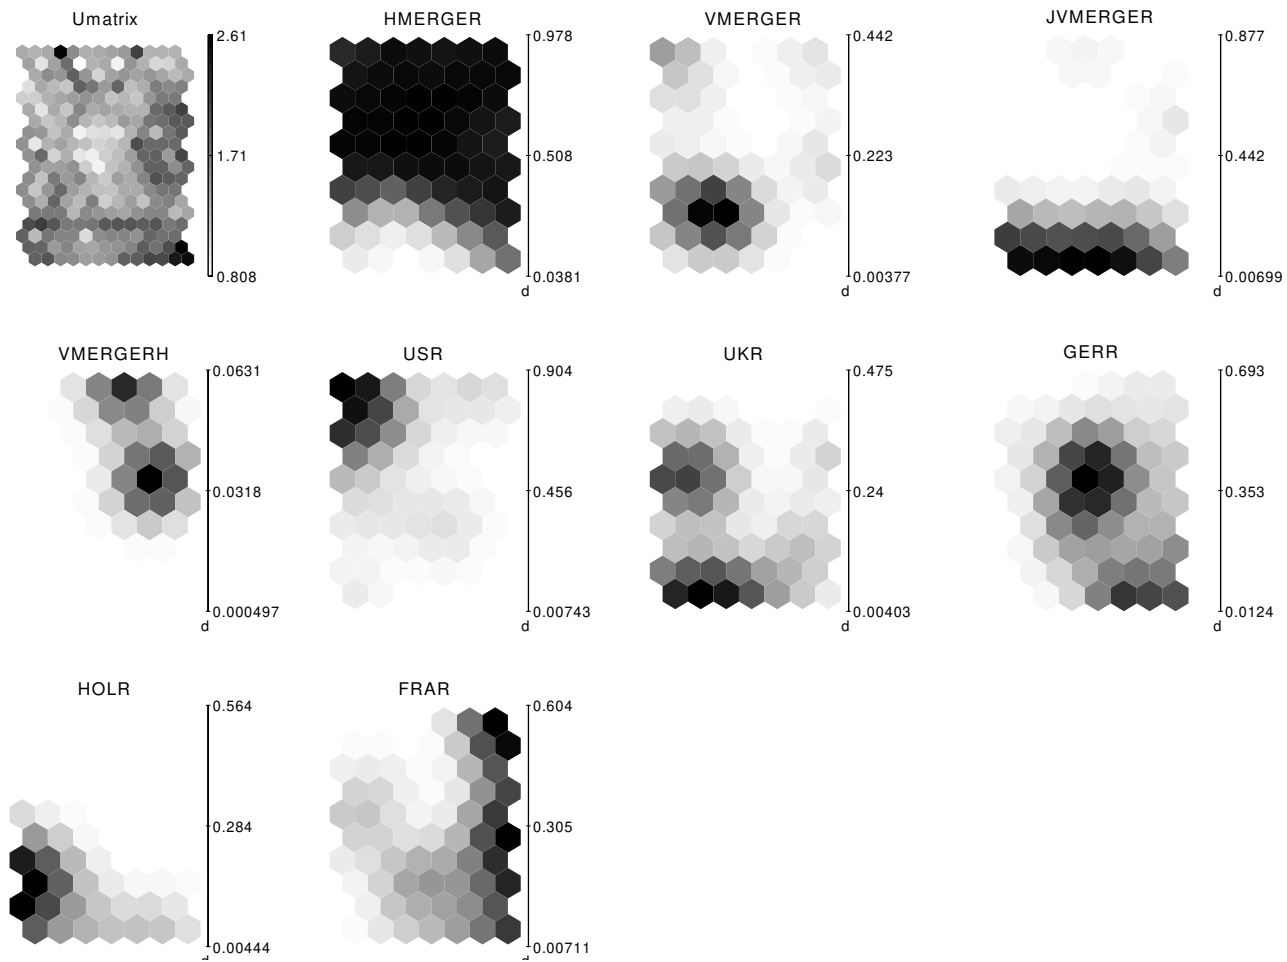 Umatrix
2.61
1.71
0.808
HMERGER
0.978
0.508
0.0381
d
VMERGER
0.442
0.223
0.00377
d
JVMERGER
0.877
0.442
0.00699
d
VMERGERH
0.0631
0.0318
0.000497
d
USR
0.904
0.456
0.00743
d
UKR
0.475
0.24
0.00403
d
GERR
0.693
0.353
0.0124
d
HOLR
0.564
0.284
0.00444
d
FRAR
0.604
0.305
0.00711
d